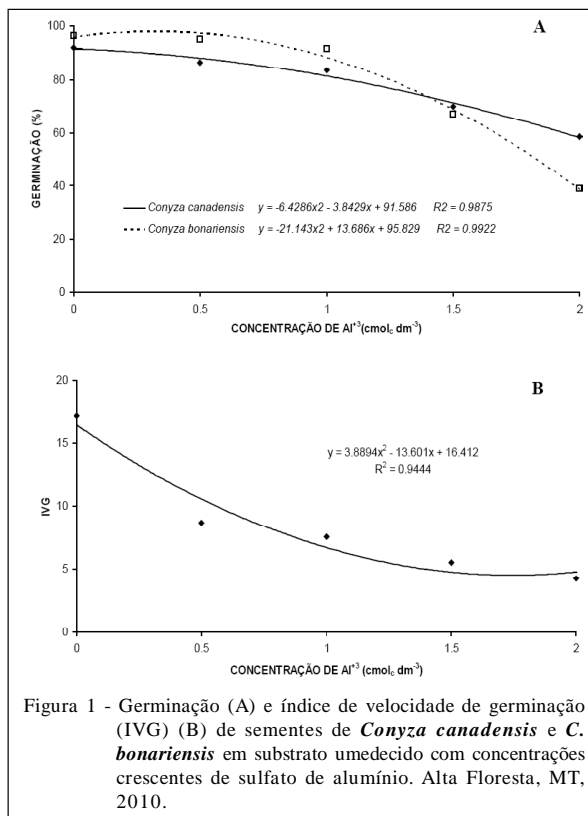 A
100
80
60
40
20
0
GERMINAÇÃO (%)
Conyza canadensis y = -6.4286x2 - 3.8429x + 91.586 R2 = 0.9875
Conyza bonariensis y = -21.143x2 + 13.686x + 95.829 R2 = 0.9922
0 0.5 1 1.5 2
CONCENTRAÇÃO DE Al+3(cmolc dm-3)
B
20
15
10
5
0
IVG
y = 3.8894x2 - 13.601x + 16.412
R2 = 0.9444
0 0.5 1 1.5 2
CONCENTRAÇÃO DE Al+3 (cmolc dm-3)
Figura 1 - Germinação (A) e índice de velocidade de germinação
(IVG) (B) de sementes de Conyza canadensis e C.
bonariensis em substrato umedecido com concentrações
crescentes de sulfato de alumínio. Alta Floresta, MT,
2010.